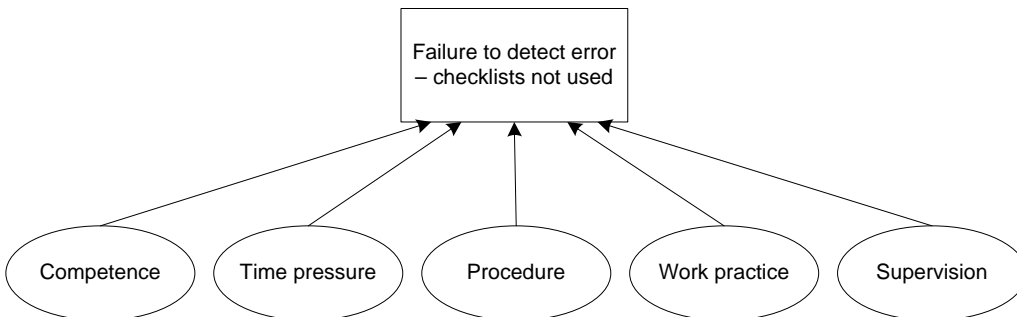 Failure to detect error
– checklists not used
Competence
Time pressure
Procedure
Work practice
Supervision